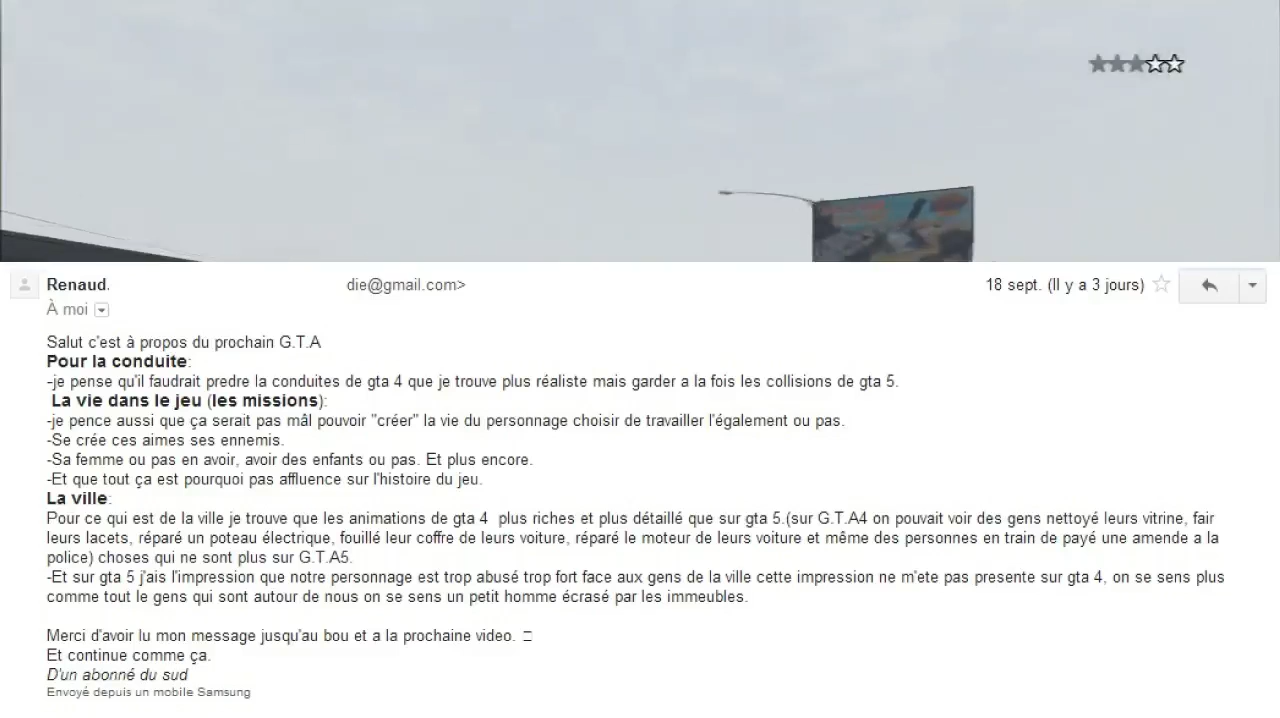 Renaud. die@gmail.com> 18 sept. (Il y a 3 jours)
À moi
Salut c'est à propos du prochain G.T.A
Pour la conduite:
-je pense qu'il faudrait predre la conduites de gta 4 que je trouve plus réaliste mais garder a la fois les collisions de gta 5.
La vie dans le jeu (les missions):
-je pence aussi que ça serait pas mâl pouvoir "créer" la vie du personnage choisir de travailler l'également ou pas.
-Se crée ces aimes ses ennemis.
-Sa femme ou pas en avoir, avoir des enfants ou pas. Et plus encore.
-Et que tout ça est pourquoi pas affluence sur l'histoire du jeu.
La ville:
Pour ce qui est de la ville je trouve que les animations de gta 4 plus riches et plus détaillé que sur gta 5.(sur G.T.A4 on pouvait voir des gens nettoyé leurs vitrine, fair
leurs lacets, réparé un poteau électrique, fouillé leur coffre de leurs voiture, réparé le moteur de leurs voiture et même des personnes en train de payé une amende a la
police) choses qui ne sont plus sur G.T.A5.
-Et sur gta 5 j'ais l'impression que notre personnage est trop abusé trop fort face aux gens de la ville cette impression ne m'ete pas presente sur gta 4, on se sens plus
comme tout le gens qui sont autour de nous on se sens un petit homme écrasé par les immeubles.
Merci d'avoir lu mon message jusqu'au bou et a la prochaine video.
Et continue comme ça.
D'un abonné du sud
Envoyé depuis un mobile Samsung